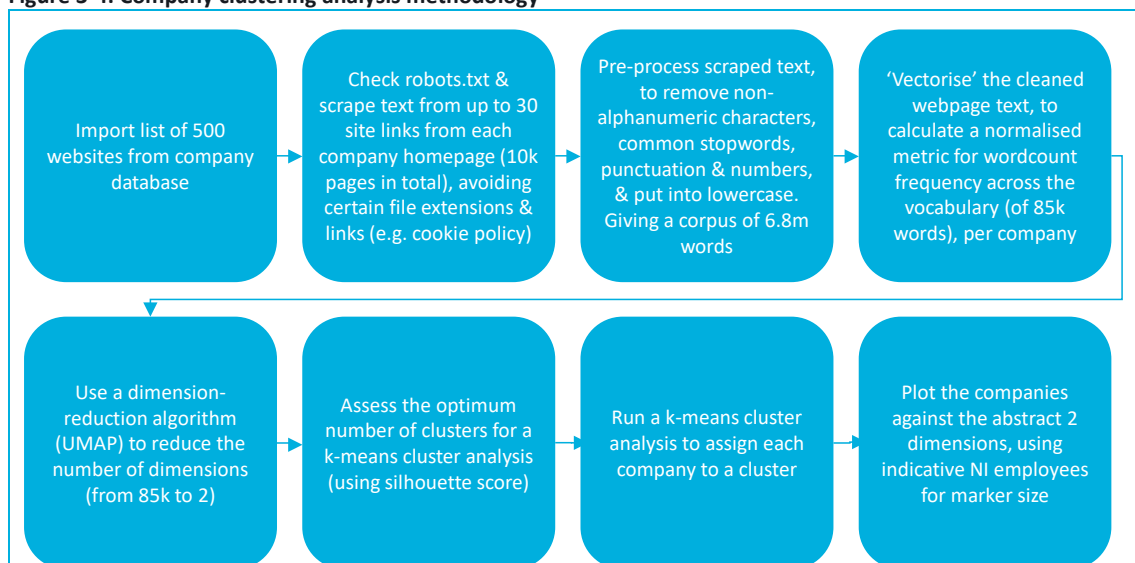 Import list of 500
websites from company
database
Check robots.txt &
scrape text from up to 30
site links from each
company homepage (10k
pages in total), avoiding
certain file extensions &
links (e.g. cookie policy)
Pre-process scraped text,
to remove non-
alphanumeric characters,
common stopwords,
punctuation & numbers,
& put into lowercase.
Giving a corpus of 6.8m
words
‘Vectorise’ the cleaned
webpage text, to
calculate a normalised
metric for wordcount
frequency across the
vocabulary (of 85k
words), per company
Use a dimension-
reduction algorithm
(UMAP) to reduce the
number of dimensions
(from 85k to 2)
Assess the optimum
number of clusters for a
k-means cluster analysis
(using silhouette score)
Run a k-means cluster
analysis to assign each
company to a cluster
Plot the companies
against the abstract 2
dimensions, using
indicative NI employees
for marker size